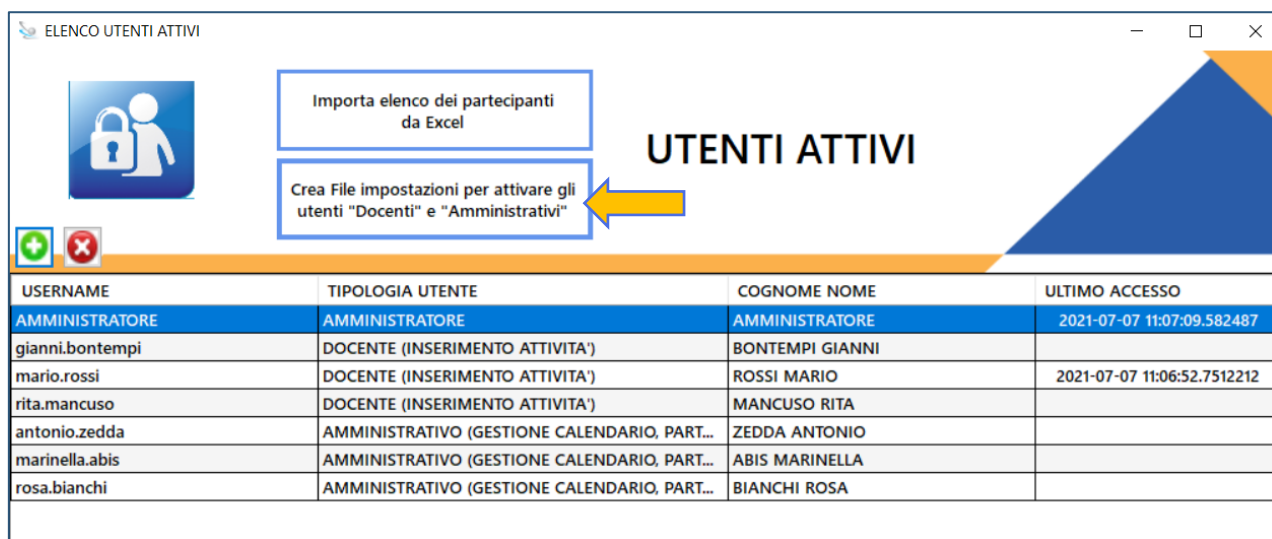 ELENCO UTENTI ATTIVI
Importa elenco dei partecipanti
da Excel
UTENTI ATTIVI
Crea File impostazioni per attivare gli
utenti "Docenti" e "Amministrativi"
USERNAME TIPOLOGIA UTENTE COGNOME NOME ULTIMO ACCESSO
AMMINISTRATORE AMMINISTRATORE AMMINISTRATORE 2021-07-07 11:07:09.582487
gianni.bontempi DOCENTE (INSERIMENTO ATTIVITA') BONTEMPI GIANNI
mario.rossi DOCENTE (INSERIMENTO ATTIVITA') ROSSI MARIO 2021-07-07 11:06:52.7512212
rita.mancuso DOCENTE (INSERIMENTO ATTIVITA') MANCUSO RITA
antonio.zedda AMMINISTRATIVO (GESTIONE CALENDARIO, PART... ZEDDA ANTONIO
marinella.abis AMMINISTRATIVO (GESTIONE CALENDARIO, PART... ABIS MARINELLA
rosa.bianchi AMMINISTRATIVO (GESTIONE CALENDARIO, PART... BIANCHI ROSA